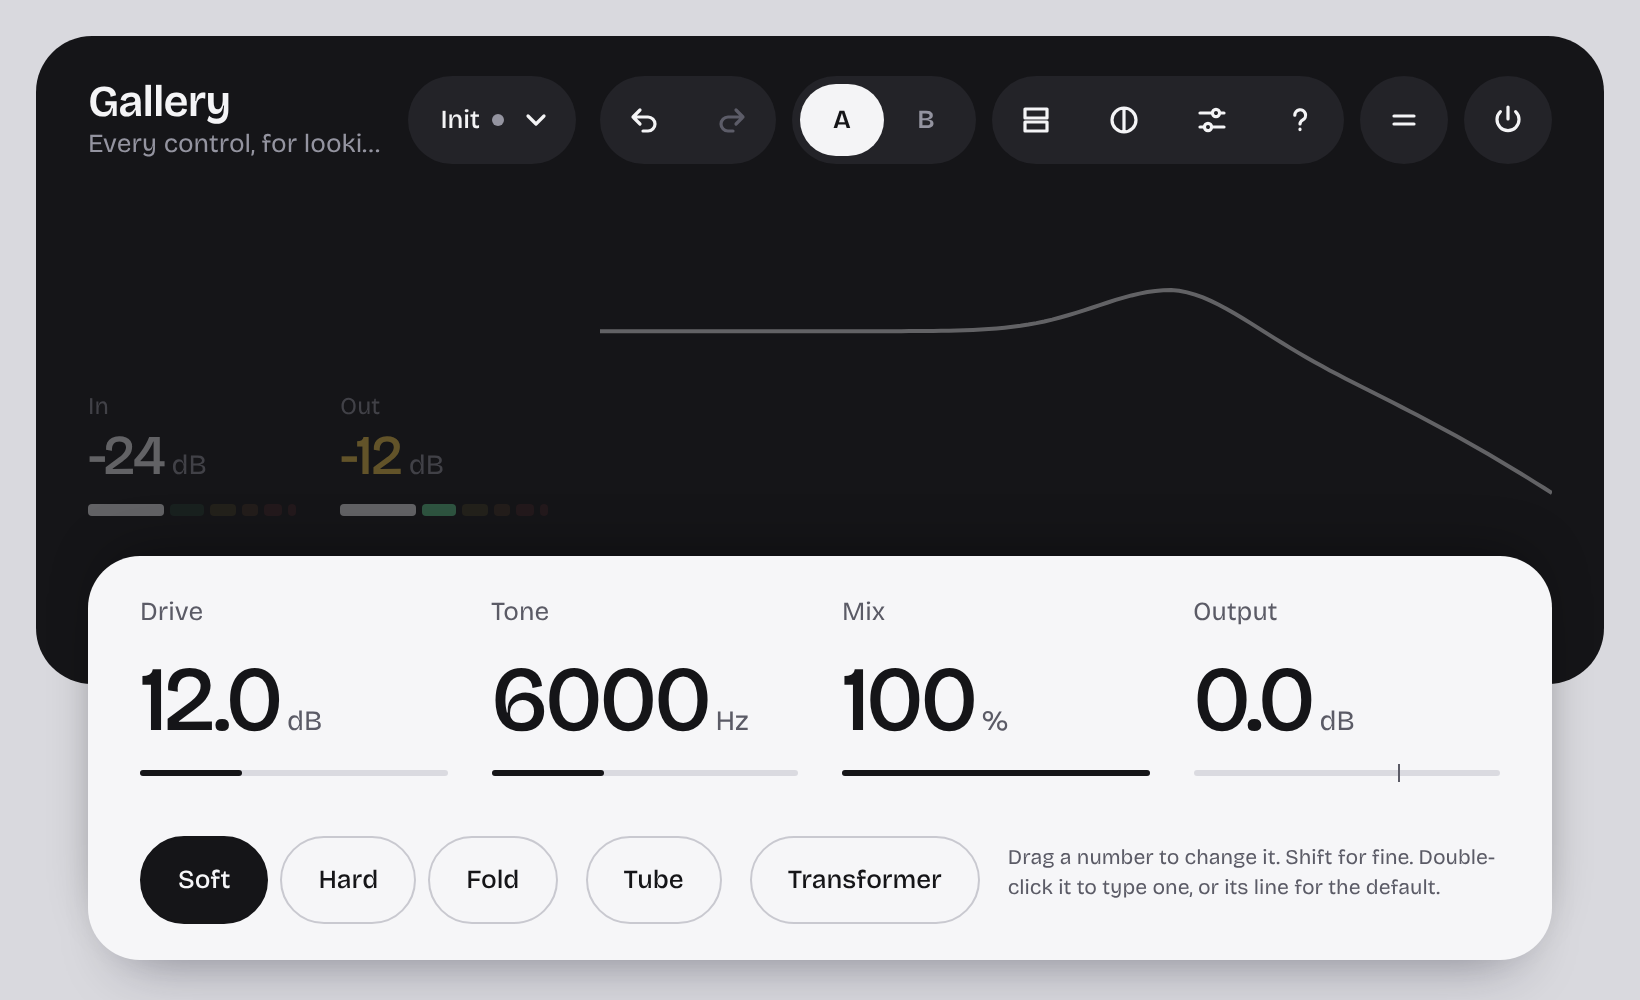 Gallery
Every control, for looki...
Init
A
B
?
In
-24 dB
Out
-12 dB
Drive
12.0 dB
Tone
6000 Hz
Mix
100 %
Output
0.0 dB
Soft
Hard
Fold
Tube
Transformer
Drag a number to change it. Shift for fine. Double-
click it to type one, or its line for the default.